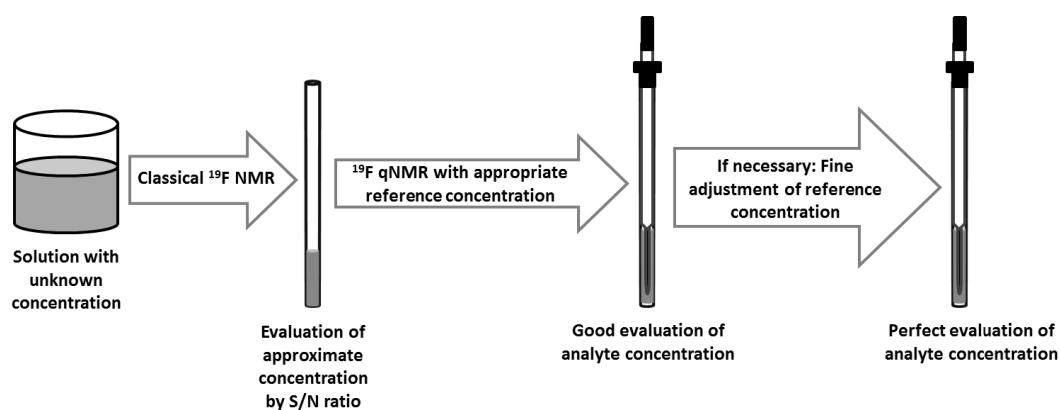 Classical ¹⁹F NMR
¹⁹F qNMR with appropriate
reference concentration
If necessary: Fine
adjustment of reference
concentration
Solution with
unknown
concentration
Evaluation of
approximate
concentration
by S/N ratio
Good evaluation of
analyte concentration
Perfect evaluation of
analyte concentration